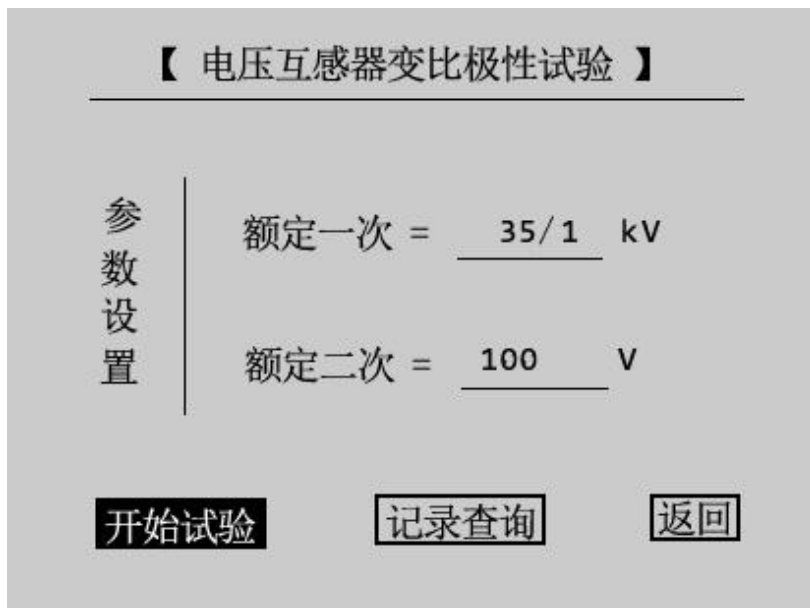 【 电压互感器变比极性试验 】
参数设置
额定一次 = 35/1 kV
额定二次 = 100 V
开始试验 记录查询 返回